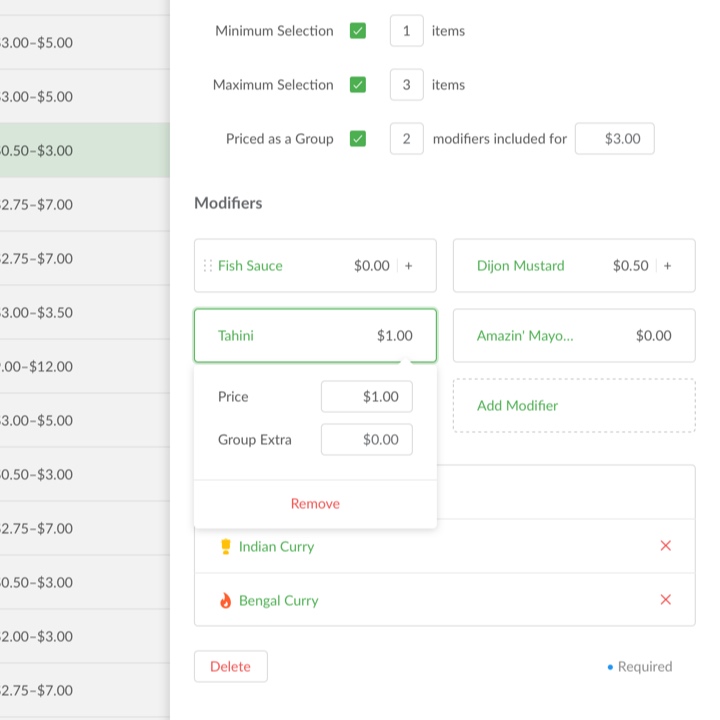 3.00–$5.00
3.00–$5.00
0.50–$3.00
2.75–$7.00
2.75–$7.00
3.00–$3.50
.00–$12.00
3.00–$5.00
0.50–$3.00
2.75–$7.00
0.50–$3.00
2.00–$3.00
2.75–$7.00
Minimum Selection 1 items
Maximum Selection 3 items
Priced as a Group 2 modifiers included for $3.00
Modifiers
Fish Sauce $0.00 +
Dijon Mustard $0.50 +
Tahini $1.00
Amazin' Mayo... $0.00
Price $1.00
Group Extra $0.00
Remove
Add Modifier
Indian Curry
Bengal Curry
Delete
Required